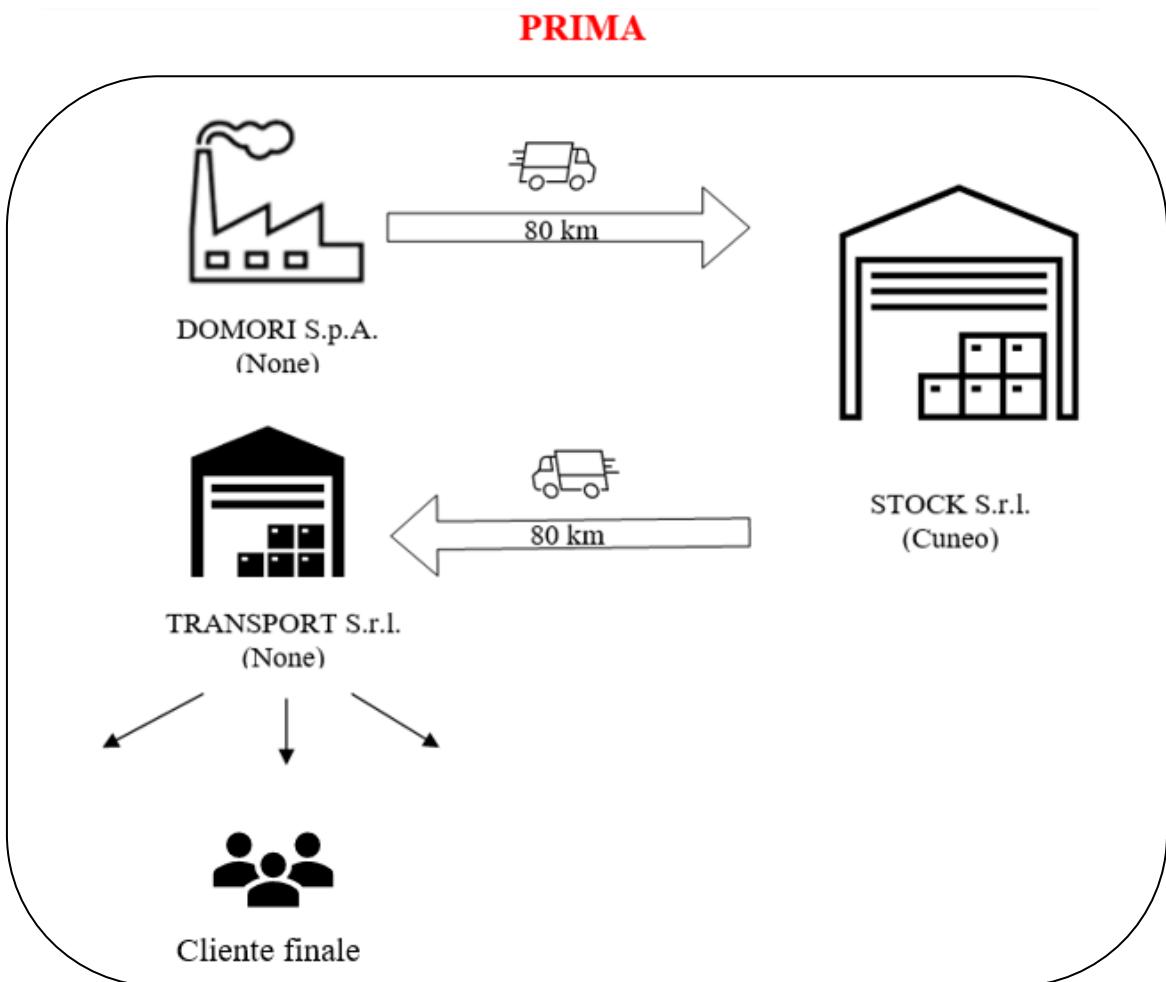 PRIMA
80 km
DOMORI S.p.A.
(None)
80 km
STOCK S.r.l.
(Cuneo)
TRANSPORT S.r.l.
(None)
Cliente finale